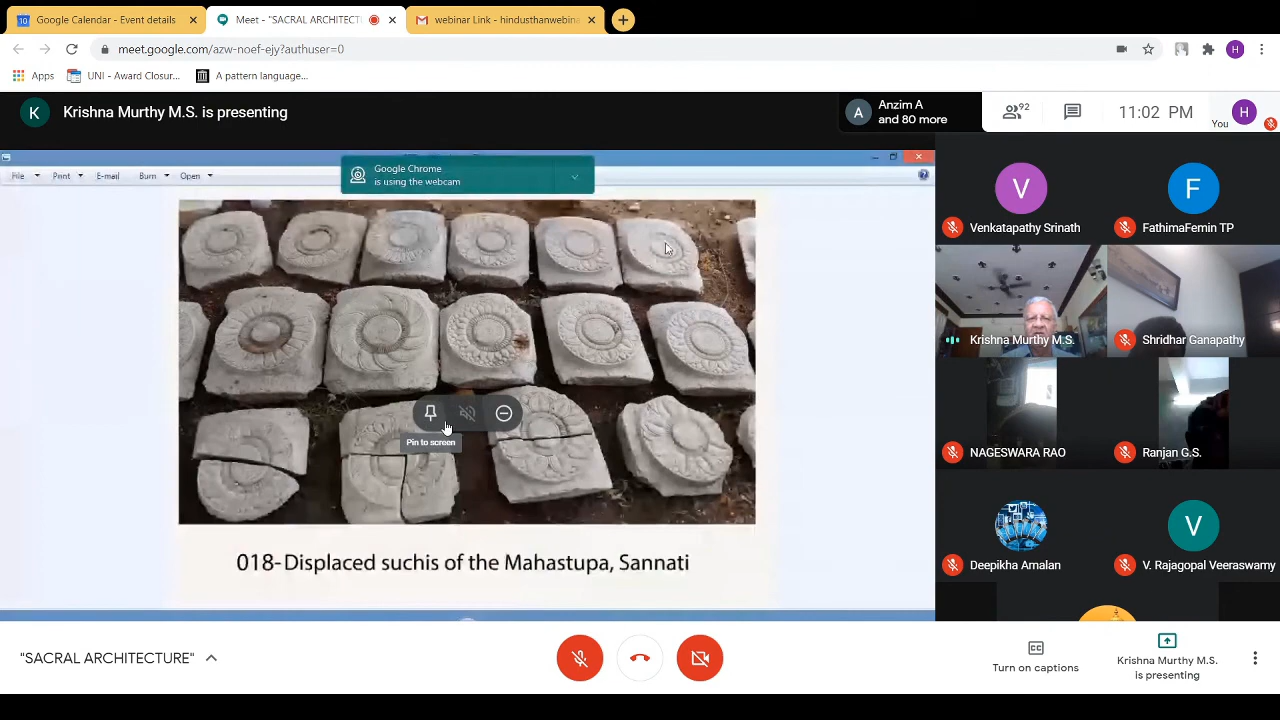 10 Google Calendar - Event details
Meet - "SACRAL ARCHITECT
webinar Link - hindusthanwebina
meet.google.com/azw-noef-ejy?authuser=0
H
Apps
UNI - Award Closur...
A pattern language...
K
Krishna Murthy M.S. is presenting
A
Anzim A
and 80 more
92
11:02 PM
You
H
File
Print
E-mail
Burn
Open
Google Chrome
is using the webcam
Pin to screen
018-Displaced suchis of the Mahastupa, Sannati
V
Venkatapathy Srinath
F
FathimaFemin TP
Krishna Murthy M.S.
Shridhar Ganapathy
NAGESWARA RAO
Ranjan G.S.
Deepikha Amalan
V
V. Rajagopal Veeraswamy
"SACRAL ARCHITECTURE"
CC
Turn on captions
Krishna Murthy M.S.
is presenting